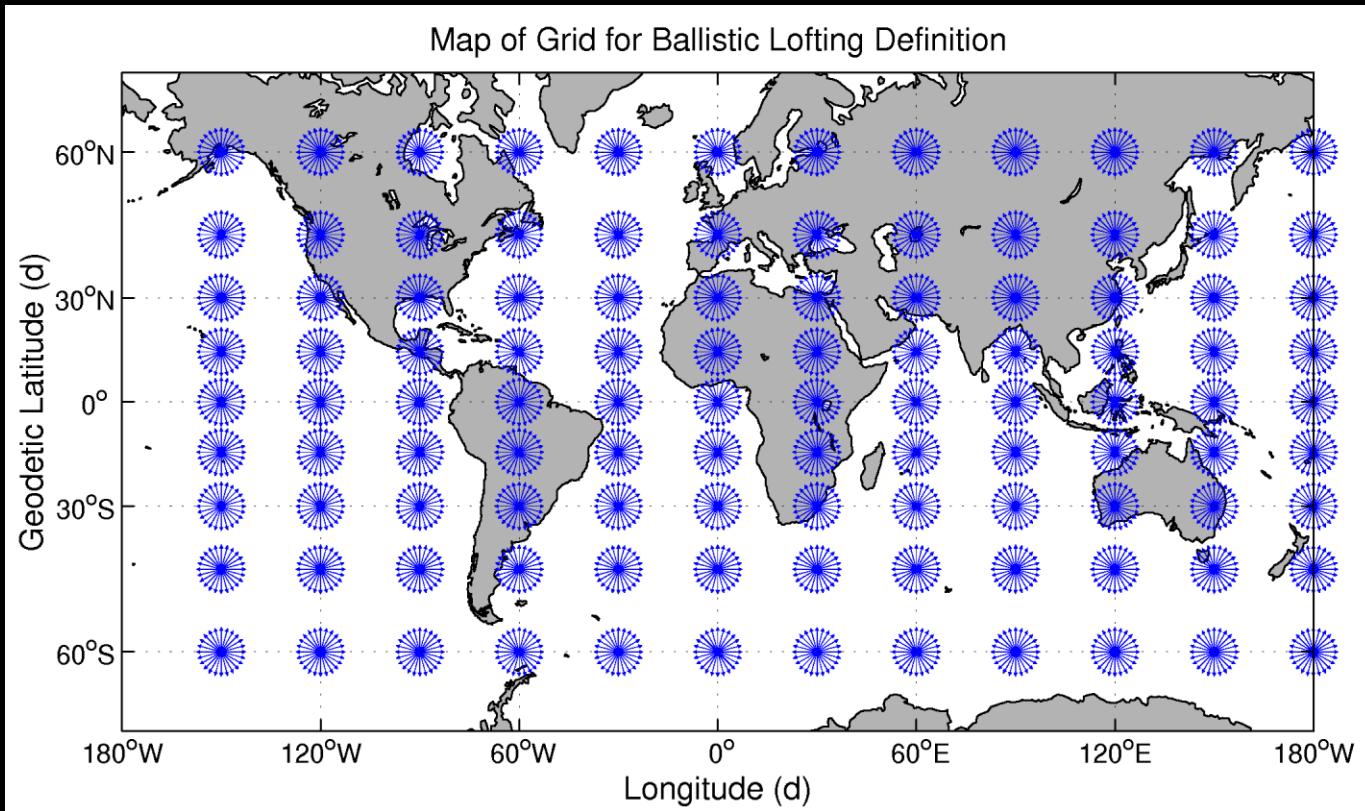 Map of Grid for Ballistic Lofting Definition
Geodetic Latitude (d)
60°N
30°N
0°
30°S
60°S
180°W 120°W 60°W 0° 60°E 120°E 180°W
Longitude (d)